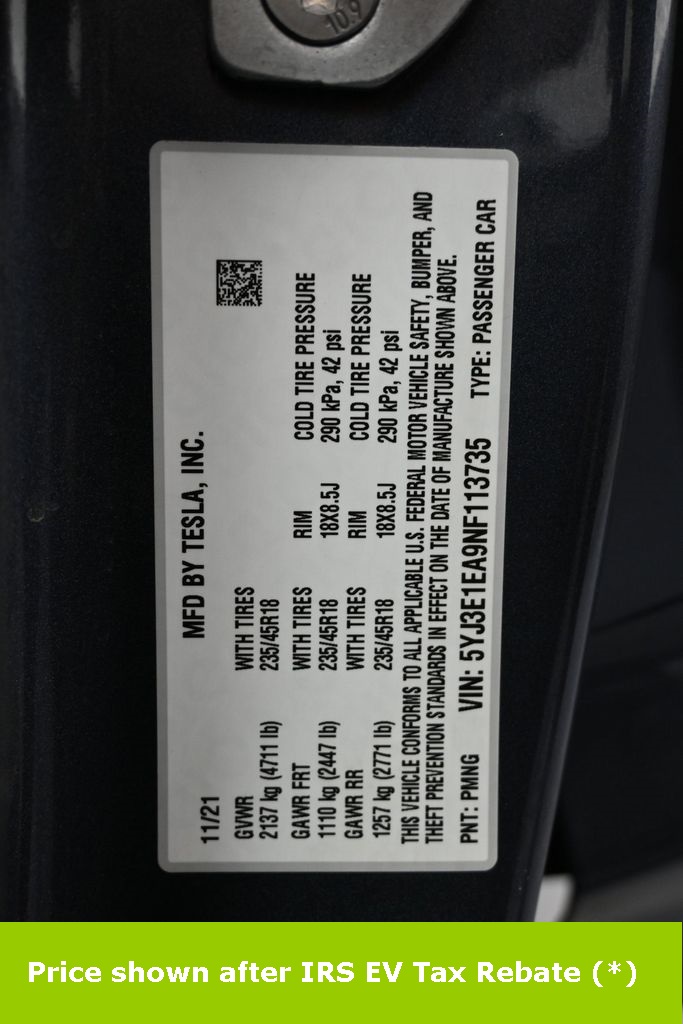 10.9
MFD BY TESLA, INC.
11/21
GVWR WITH TIRES
2137 kg (4711 lb) 235/45R18
GAWR FRT WITH TIRES RIM COLD TIRE PRESSURE
1110 kg (2447 lb) 235/45R18 18X8.5J 290 kPa, 42 psi
GAWR RR WITH TIRES RIM COLD TIRE PRESSURE
1257 kg (2771 lb) 235/45R18 18X8.5J 290 kPa, 42 psi
THIS VEHICLE CONFORMS TO ALL APPLICABLE U.S. FEDERAL MOTOR VEHICLE SAFETY, BUMPER, AND
THEFT PREVENTION STANDARDS IN EFFECT ON THE DATE OF MANUFACTURE SHOWN ABOVE.
PNT: PMNG VIN: 5YJ3E1EA9NF113735 TYPE: PASSENGER CAR
Price shown after IRS EV Tax Rebate (*)